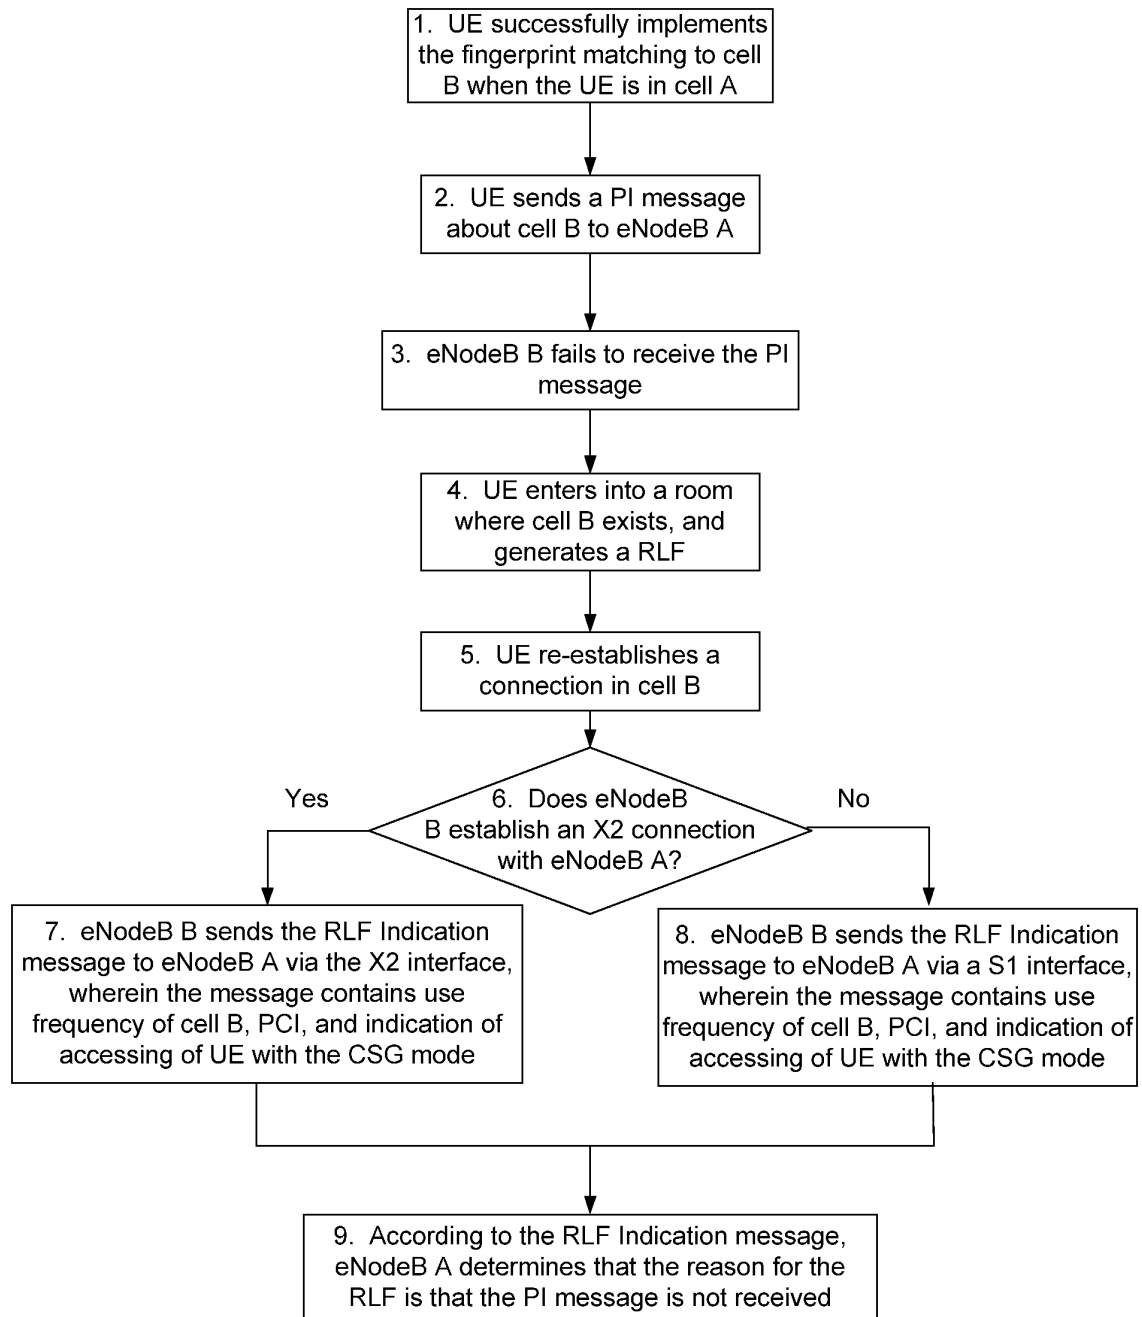 1. UE successfully implements
the fingerprint matching to cell
B when the UE is in cell A
2. UE sends a PI message
about cell B to eNodeB A
3. eNodeB B fails to receive the PI
message
4. UE enters into a room
where cell B exists, and
generates a RLF
5. UE re-establishes a
connection in cell B
Yes
6. Does eNodeB
B establish an X2 connection
with eNodeB A?
No
7. eNodeB B sends the RLF Indication
message to eNodeB A via the X2 interface,
wherein the message contains use
frequency of cell B, PCI, and indication of
accessing of UE with the CSG mode
8. eNodeB B sends the RLF Indication
message to eNodeB A via a S1 interface,
wherein the message contains use
frequency of cell B, PCI, and indication of
accessing of UE with the CSG mode
9. According to the RLF Indication message,
eNodeB A determines that the reason for the
RLF is that the PI message is not received